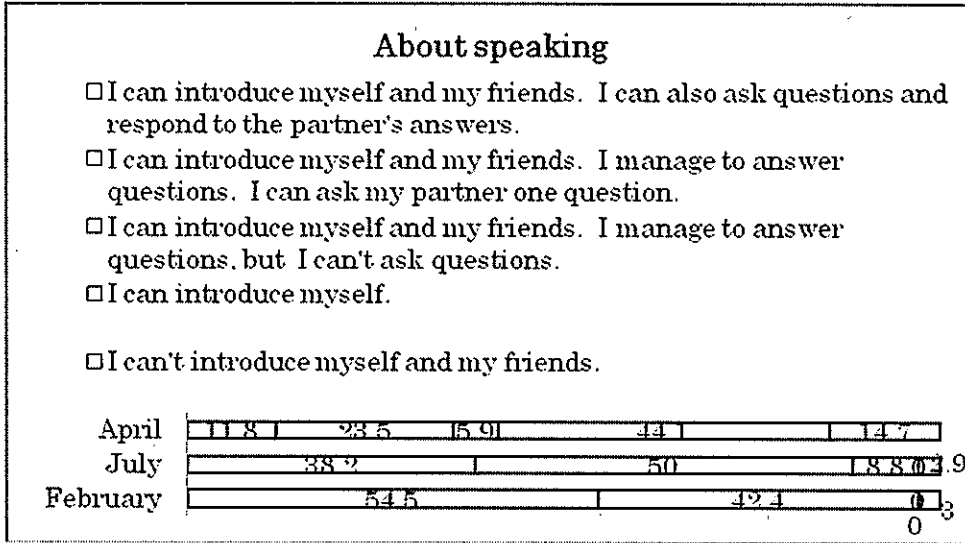 About speaking
□I can introduce myself and my friends. I can also ask questions and
respond to the partner's answers.
□I can introduce myself and my friends. I manage to answer
questions. I can ask my partner one question.
□I can introduce myself and my friends. I manage to answer
questions, but I can't ask questions.
□I can introduce myself.
□I can't introduce myself and my friends.
April 11.8 23.5 5.9 44 14.7
July 38.2 50 8.8 0 2.9
February 54.5 42.4 0 3
0